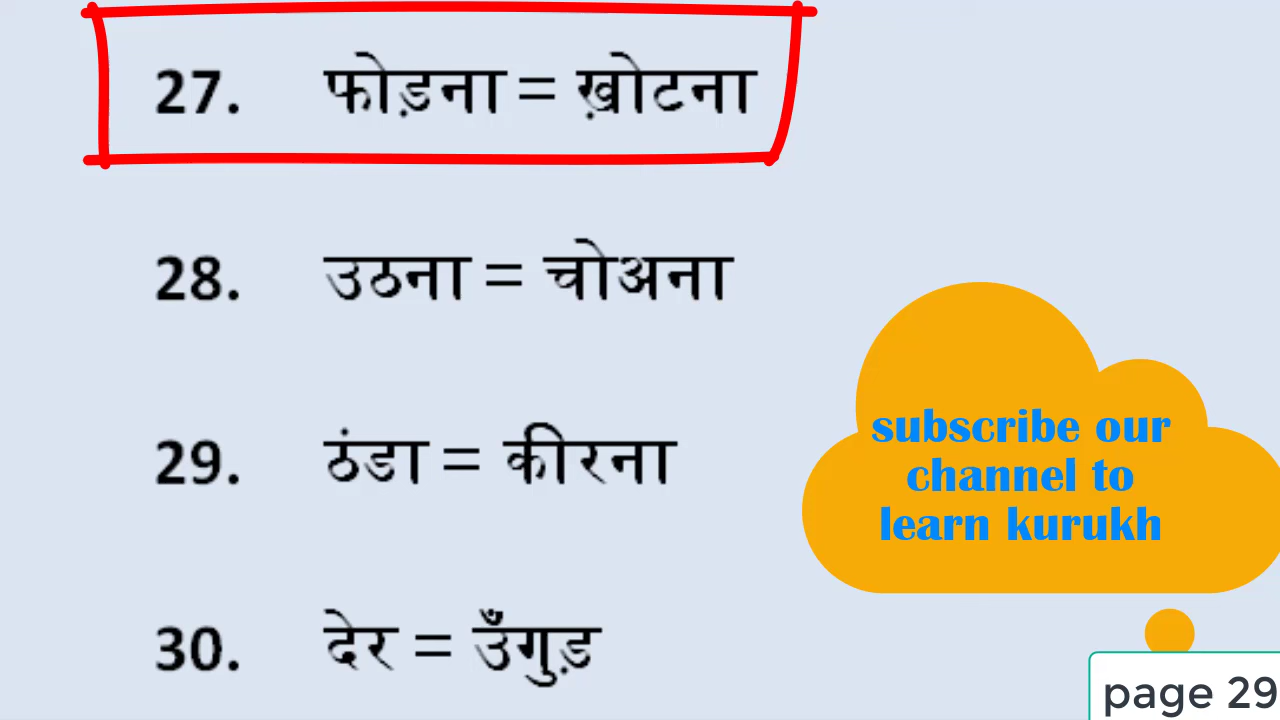 27. फोड़ना = ख़ोटना
28. उठना = चोअना
29. ठंडा = कीरना
30. देर = उँगुड़
subscribe our
channel to
learn kurukh
page 29